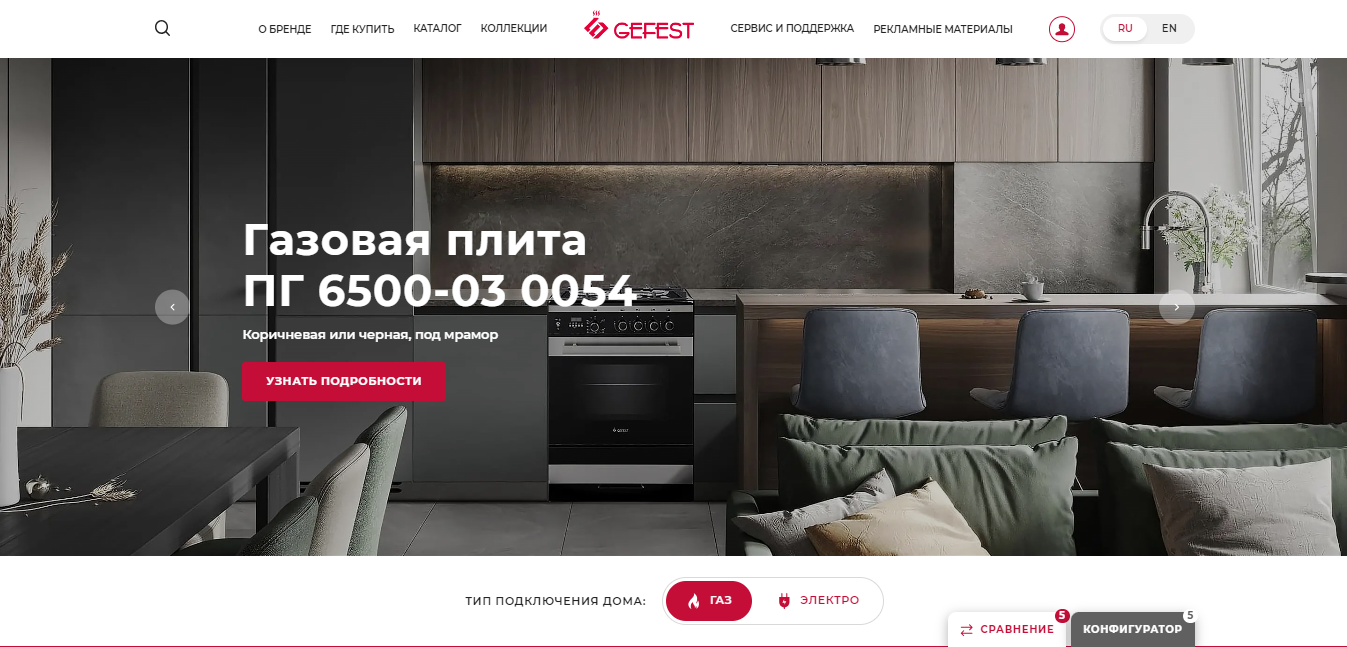 О БРЕНДЕ
ГДЕ КУПИТЬ
КАТАЛОГ
КОЛЛЕКЦИИ
GEFEST
СЕРВИС И ПОДДЕРЖКА
РЕКЛАМНЫЕ МАТЕРИАЛЫ
RU
EN
Газовая плита
ПГ 6500-03 0054
Коричневая или черная, под мрамор
УЗНАТЬ ПОДРОБНОСТИ
GEFEST
ТИП ПОДКЛЮЧЕНИЯ ДОМА:
ГАЗ
ЭЛЕКТРО
СРАВНЕНИЕ
5
КОНФИГУРАТОР
5